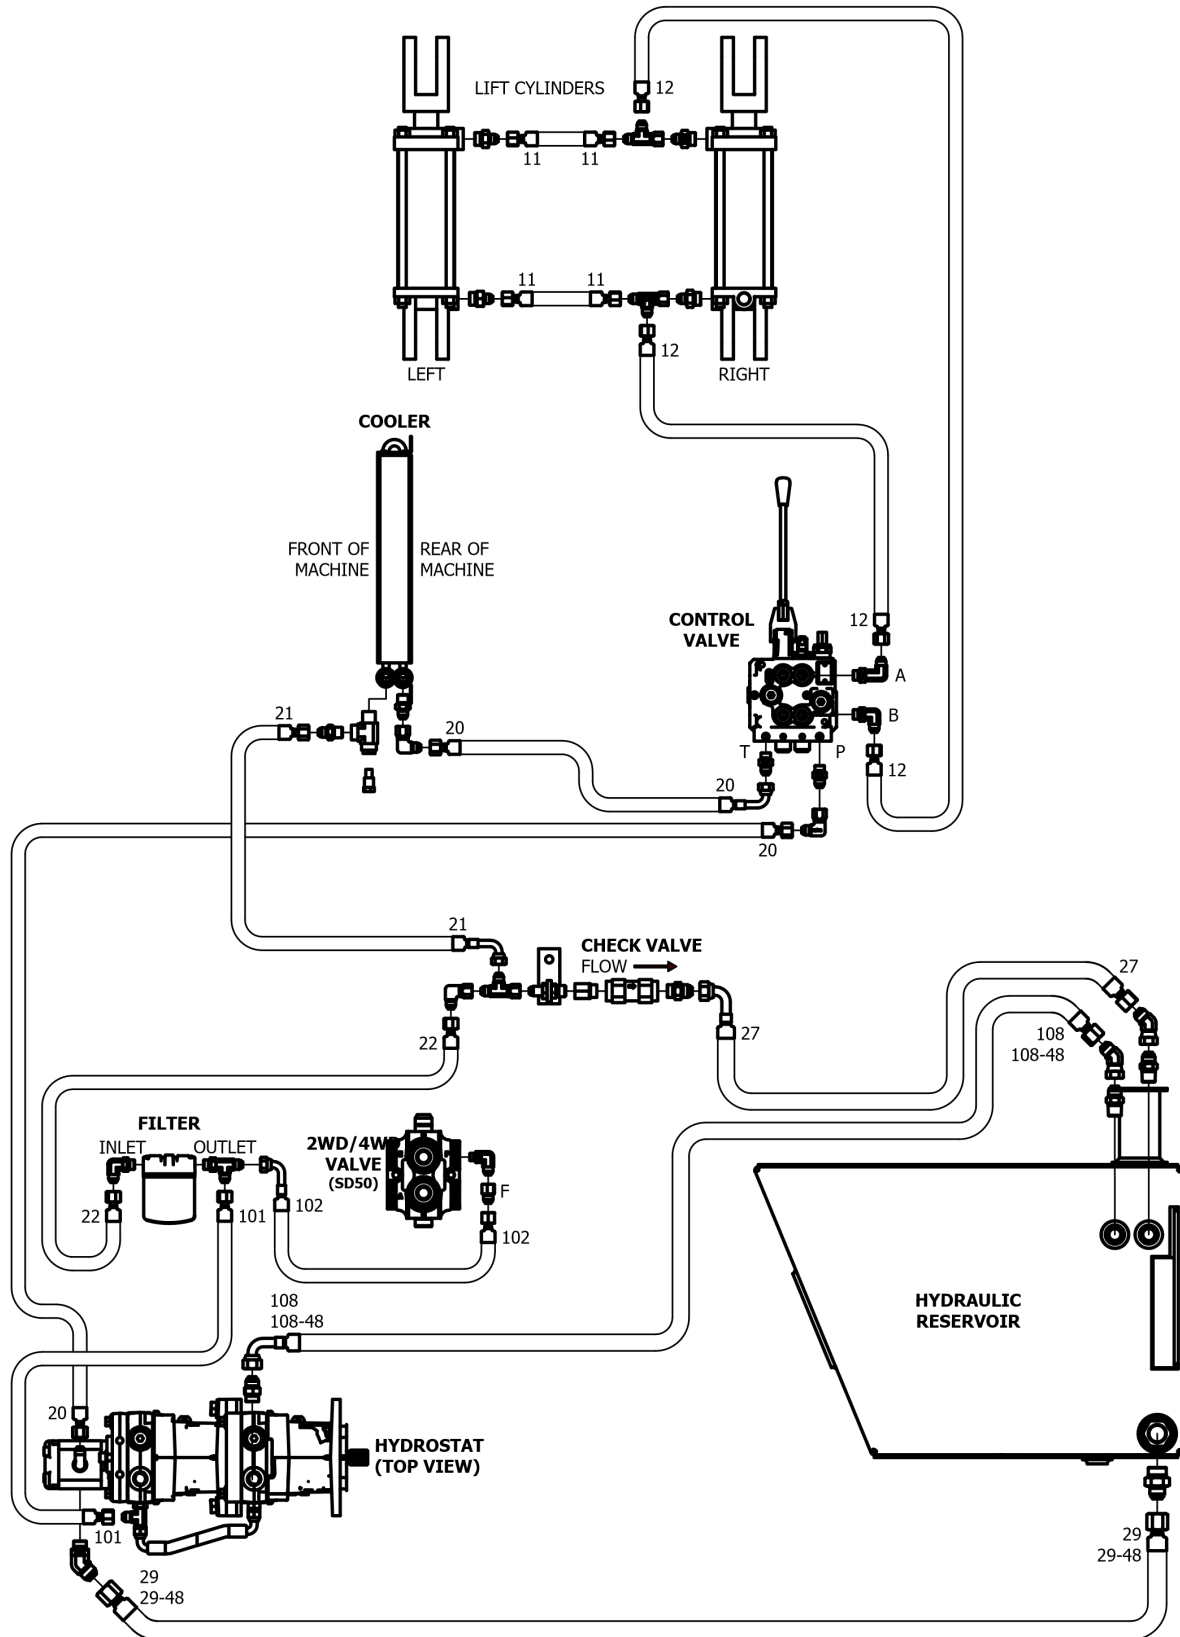 12
LIFT CYLINDERS
11
11
11
11
12
LEFT
RIGHT
COOLER
FRONT OF
MACHINE
REAR OF
MACHINE
CONTROL
VALVE
12
A
B
21
20
T
P
12
20
20
21
CHECK VALVE
FLOW
27
27
22
108
108-48
FILTER
INLET
OUTLET
2WD/4W
VALVE
(SD50)
F
22
101
102
102
108
108-48
HYDRAULIC
RESERVOIR
20
HYDROSTAT
(TOP VIEW)
101
29
29-48
29
29-48